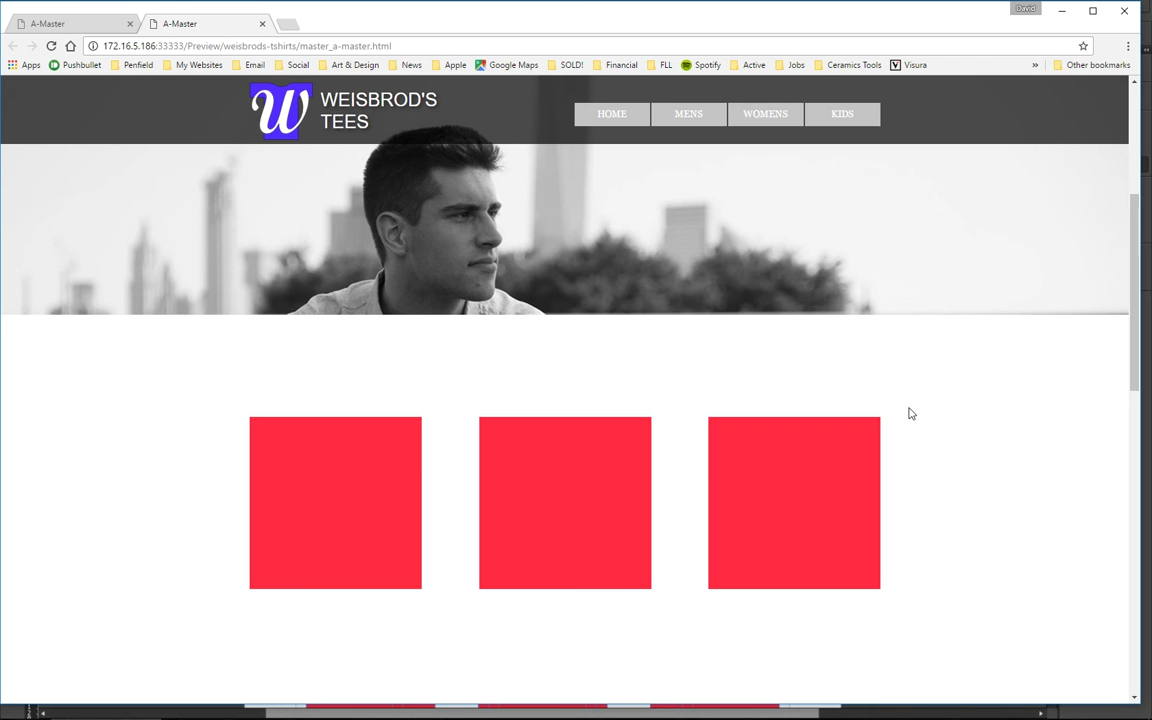 David
A-Master
A-Master
172.16.5.186:33333/Preview/weisbrods-tshirts/master_a-master.html
Apps Pushbullet Penfield My Websites Email Social Art & Design News Apple Google Maps SOLD! Financial FLL Spotify Active Jobs Ceramics Tools V Visura » Other bookmarks
W WEISBROD'S
TEES
HOME MENS WOMENS KIDS